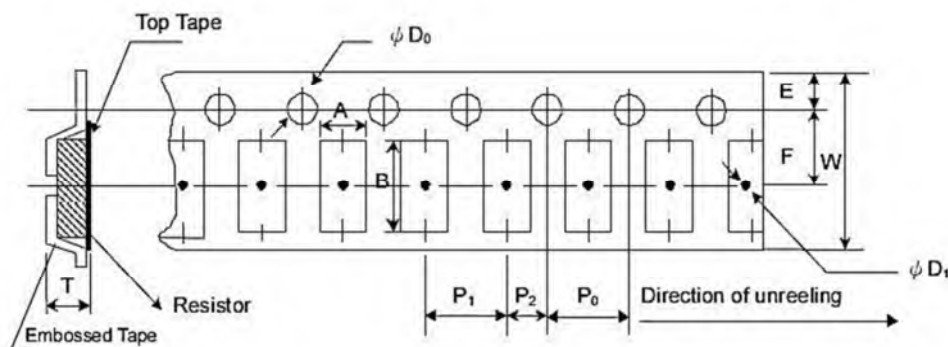 Top Tape
ψ D₀
E
A
F
W
B
ψ D₁
T
Resistor
P₁
P₂
P₀
Direction of unreeling
Embossed Tape